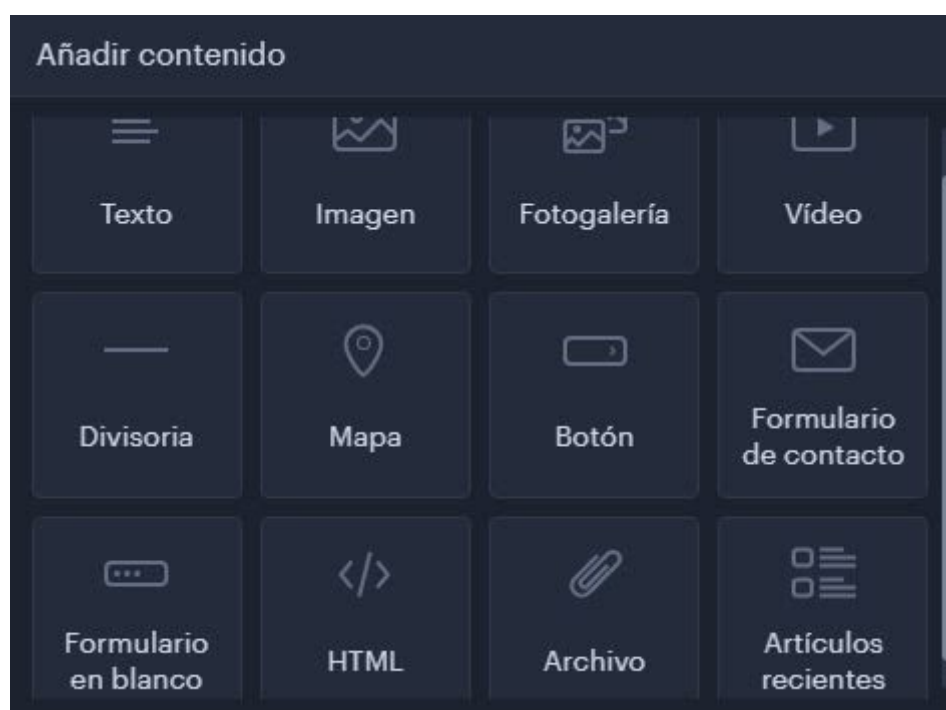 Añadir contenido
Texto
Imagen
Fotogalería
Vídeo
Divisoria
Mapa
Botón
Formulario
de contacto
Formulario
en blanco
HTML
Archivo
Artículos
recientes